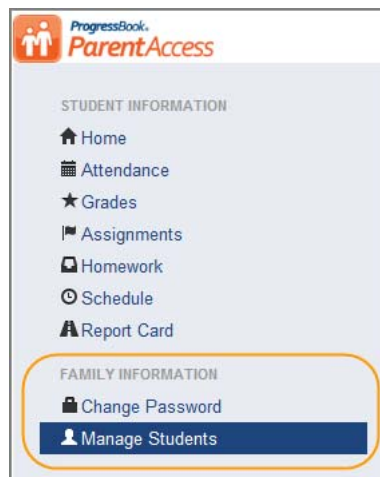 ProgressBook.
ParentAccess
STUDENT INFORMATION
Home
Attendance
Grades
Assignments
Homework
Schedule
Report Card
FAMILY INFORMATION
Change Password
Manage Students